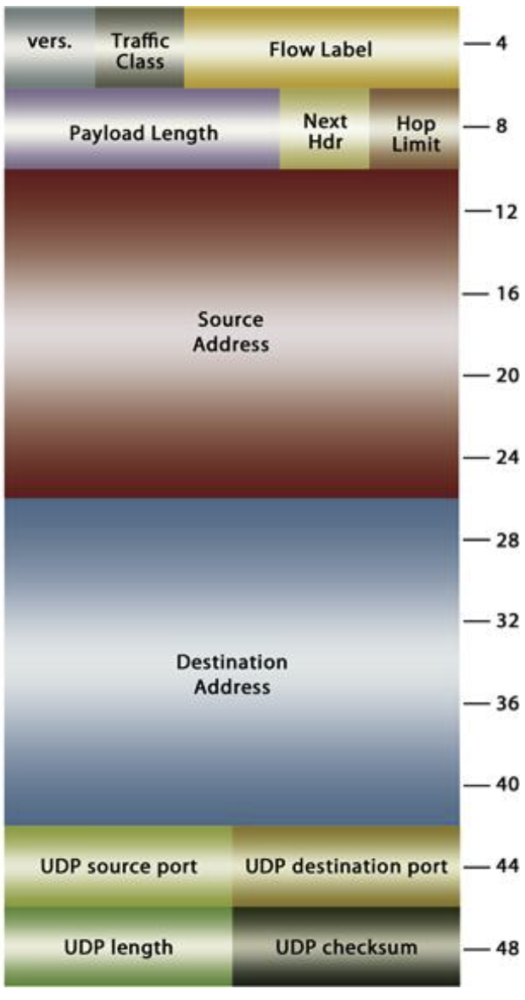 vers.
Traffic
Class
Flow Label
4
Payload Length
Next
Hdr
Hop
Limit
8
12
Source
Address
16
20
24
28
32
Destination
Address
36
40
UDP source port
UDP destination port
44
UDP length
UDP checksum
48